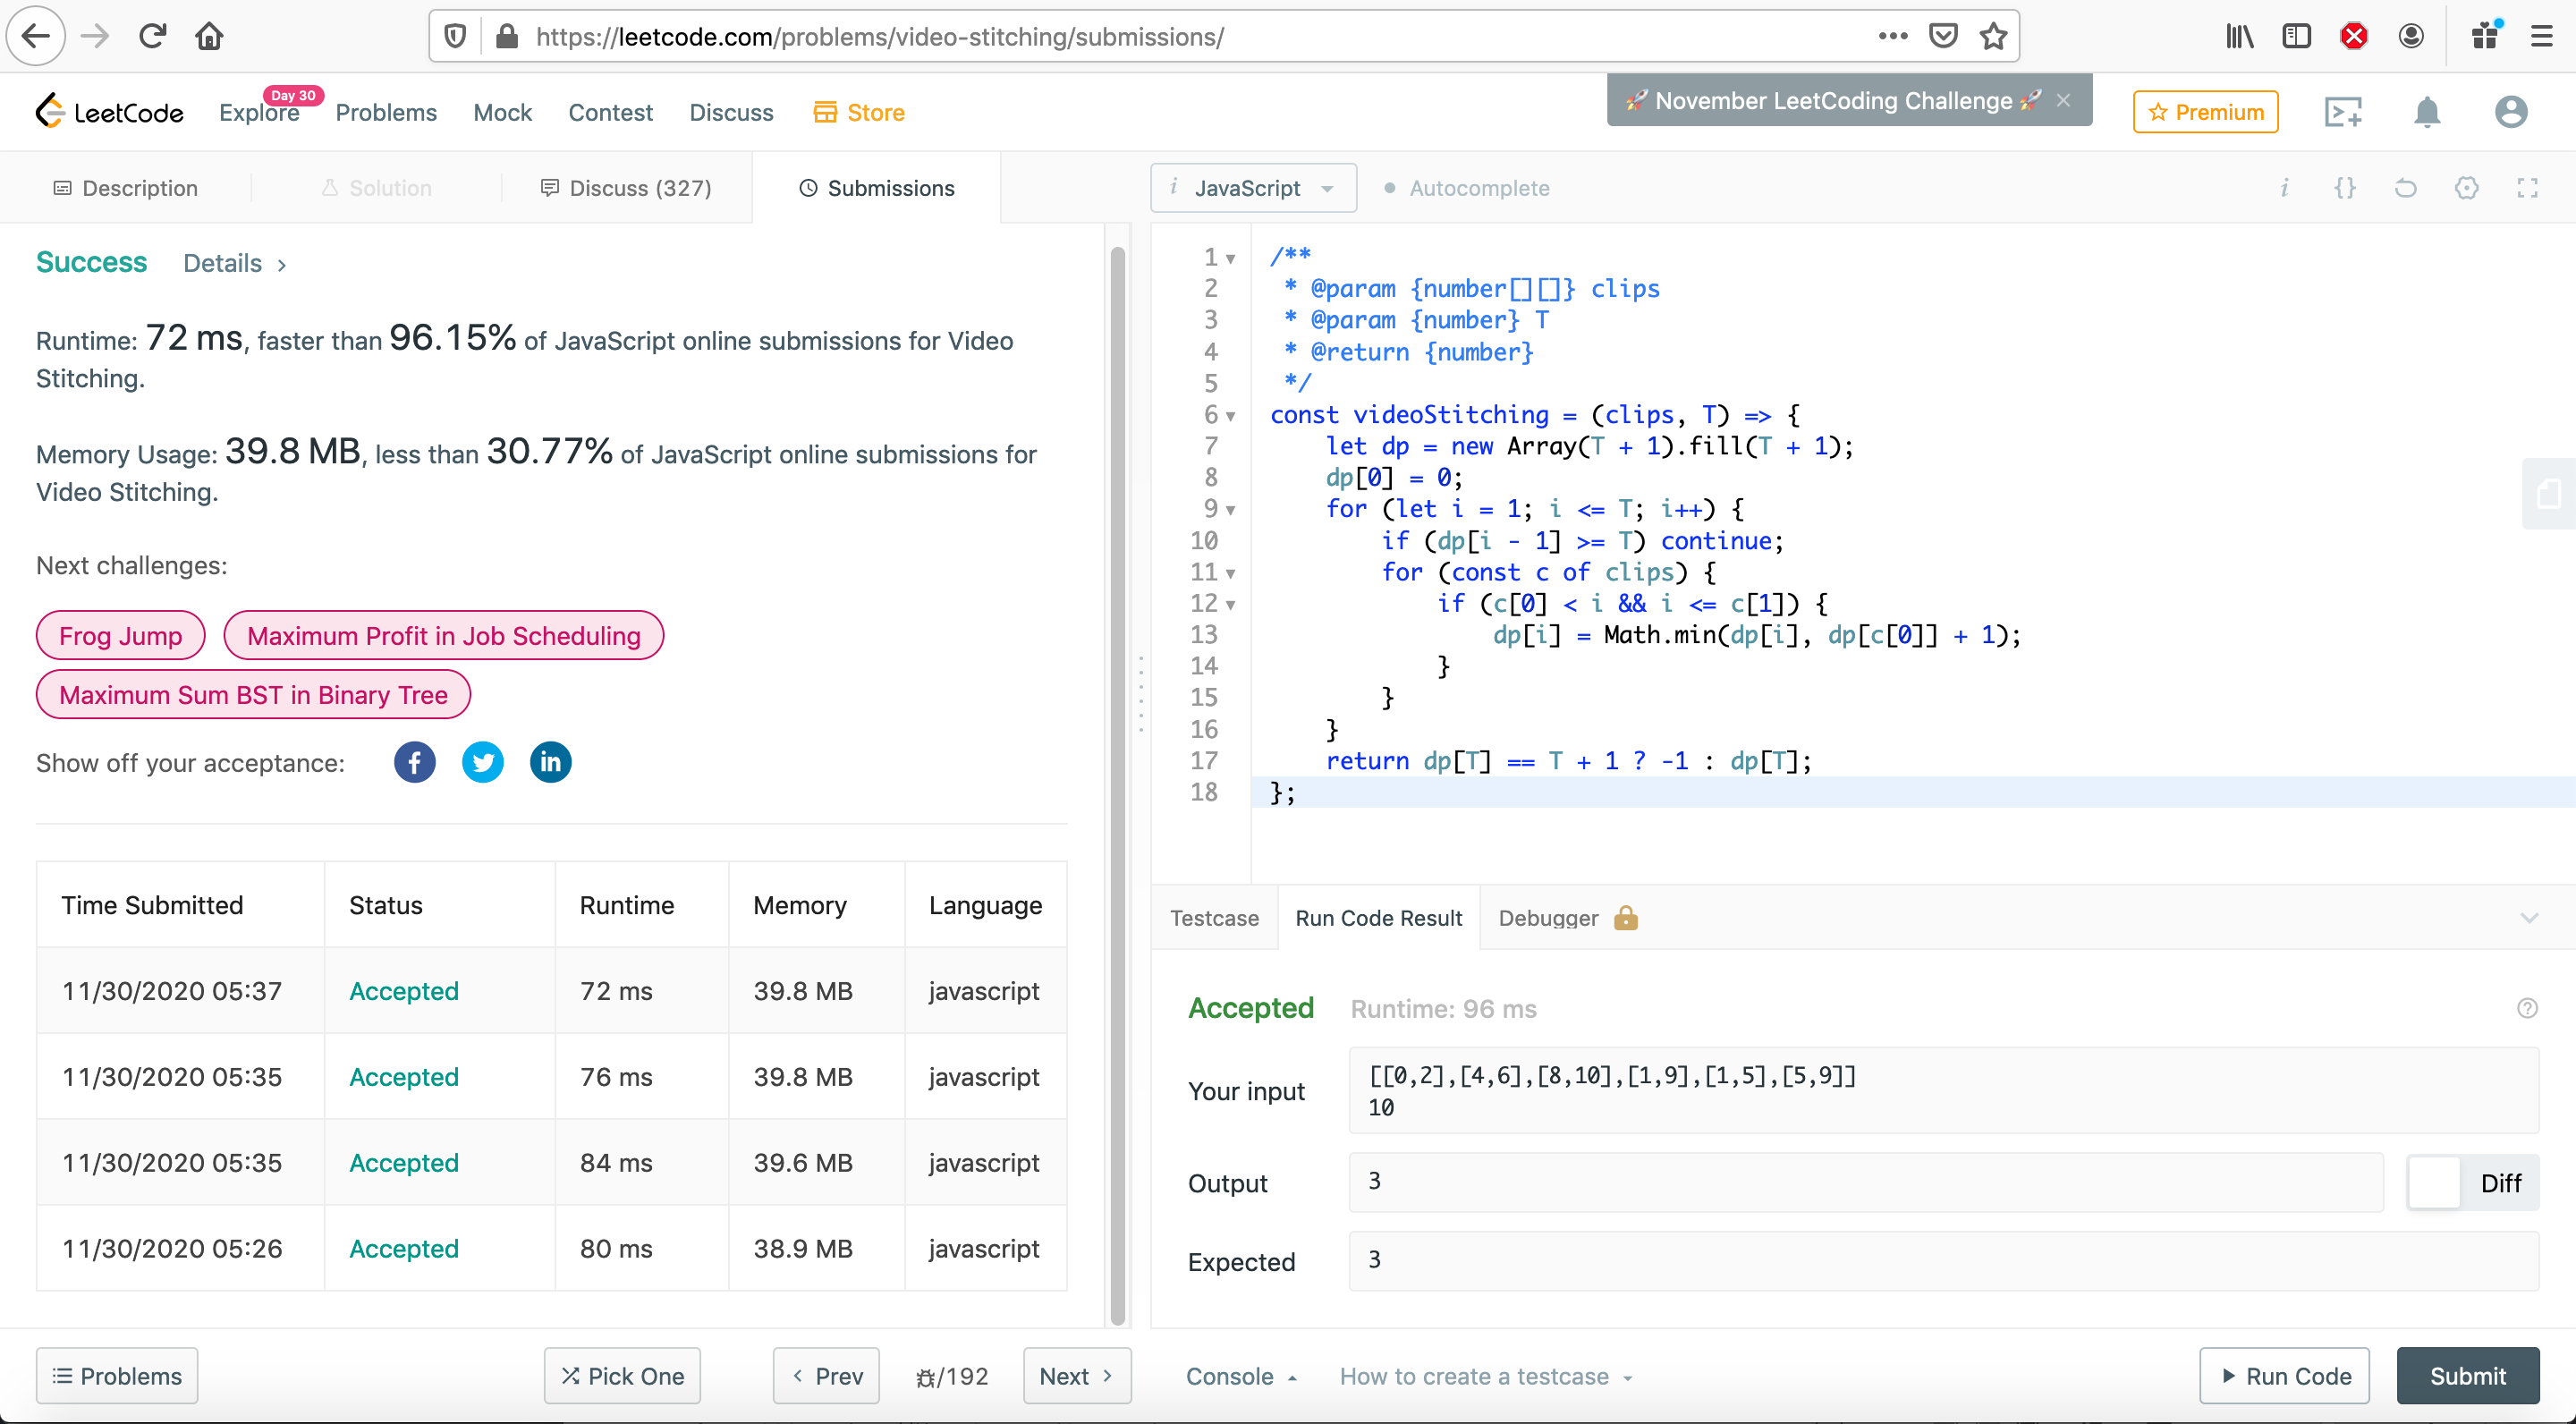 https://leetcode.com/problems/video-stitching/submissions/
LeetCode
Explore
Day 30
Problems
Mock
Contest
Discuss
Store
🚀 November LeetCoding Challenge 🚀
Premium
Description
Solution
Discuss (327)
Submissions
i JavaScript
Autocomplete
Success
Details
Runtime: 72 ms, faster than 96.15% of JavaScript online submissions for Video
Stitching.
Memory Usage: 39.8 MB, less than 30.77% of JavaScript online submissions for
Video Stitching.
Next challenges:
Frog Jump
Maximum Profit in Job Scheduling
Maximum Sum BST in Binary Tree
Show off your acceptance:
Time Submitted Status Runtime Memory Language
11/30/2020 05:37 Accepted 72 ms 39.8 MB javascript
11/30/2020 05:35 Accepted 76 ms 39.8 MB javascript
11/30/2020 05:35 Accepted 84 ms 39.6 MB javascript
11/30/2020 05:26 Accepted 80 ms 38.9 MB javascript
Problems
Pick One
Prev
/192
Next
1 /**
2 * @param {number[][]} clips
3 * @param {number} T
4 * @return {number}
5 */
6 const videoStitching = (clips, T) => {
7 let dp = new Array(T + 1).fill(T + 1);
8 dp[0] = 0;
9 for (let i = 1; i <= T; i++) {
10 if (dp[i - 1] >= T) continue;
11 for (const c of clips) {
12 if (c[0] < i && i <= c[1]) {
13 dp[i] = Math.min(dp[i], dp[c[0]] + 1);
14 }
15 }
16 }
17 return dp[T] == T + 1 ? -1 : dp[T];
18 };
Testcase
Run Code Result
Debugger
Accepted
Runtime: 96 ms
Your input
[[0,2],[4,6],[8,10],[1,9],[1,5],[5,9]]
10
Output
3
Diff
Expected
3
Console
How to create a testcase
Run Code
Submit